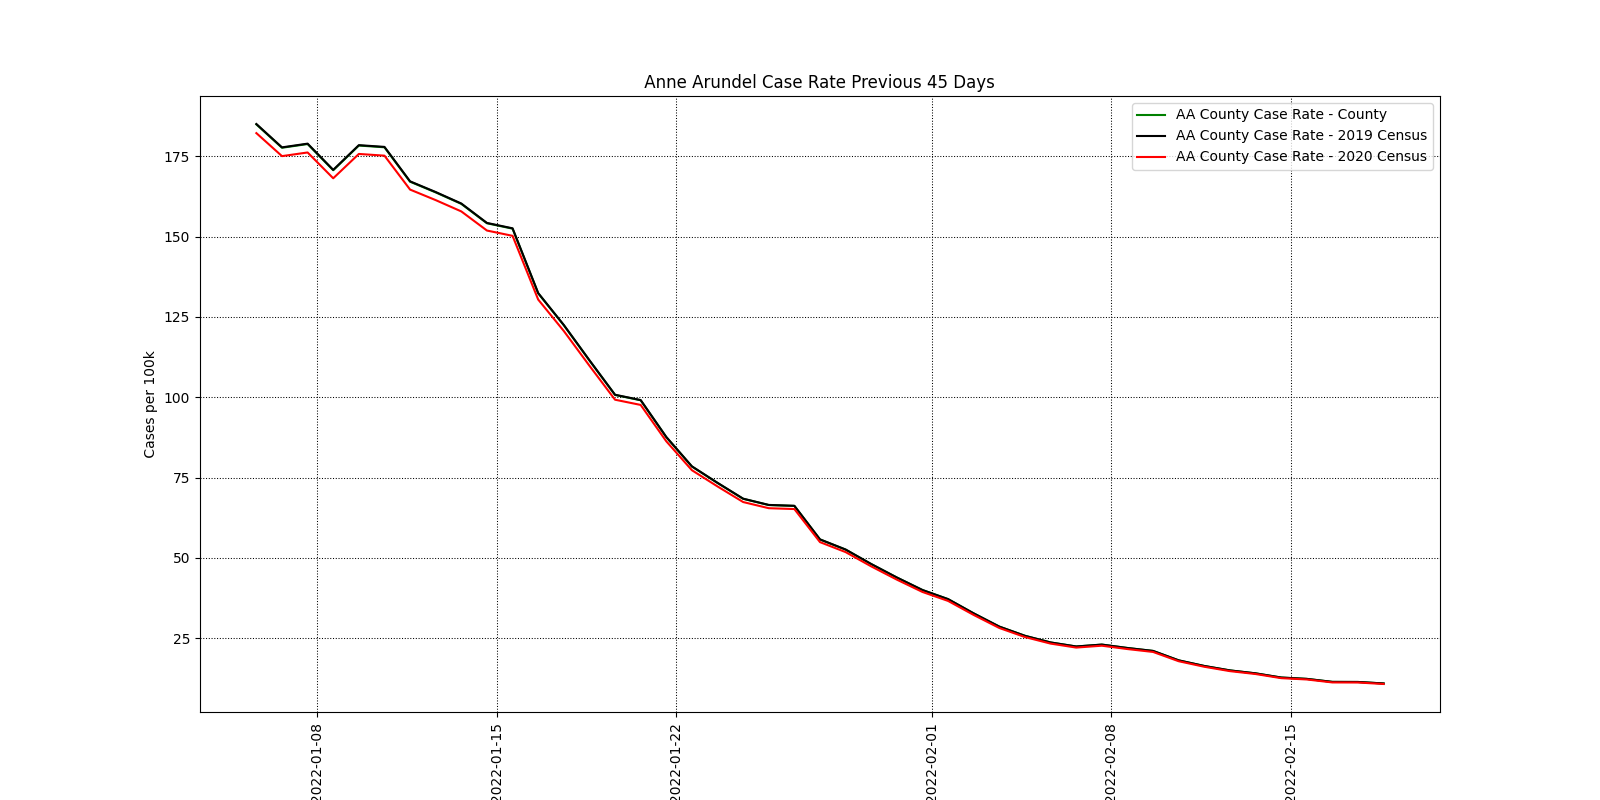 Anne Arundel Case Rate Previous 45 Days
AA County Case Rate - County
AA County Case Rate - 2019 Census
AA County Case Rate - 2020 Census
Cases per 100k
175
150
125
100
75
50
25
2022-01-08
2022-01-15
2022-01-22
2022-02-01
2022-02-08
2022-02-15